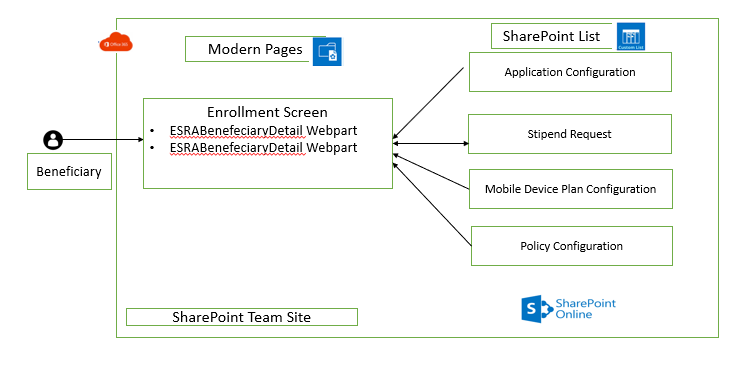 Office 365
Modern Pages
SharePoint List
Custom List
Application Configuration
Enrollment Screen
• ESRABenefeciaryDetail Webpart
• ESRABenefeciaryDetail Webpart
Stipend Request
Beneficiary
Mobile Device Plan Configuration
Policy Configuration
SharePoint Team Site
S
SharePoint
Online